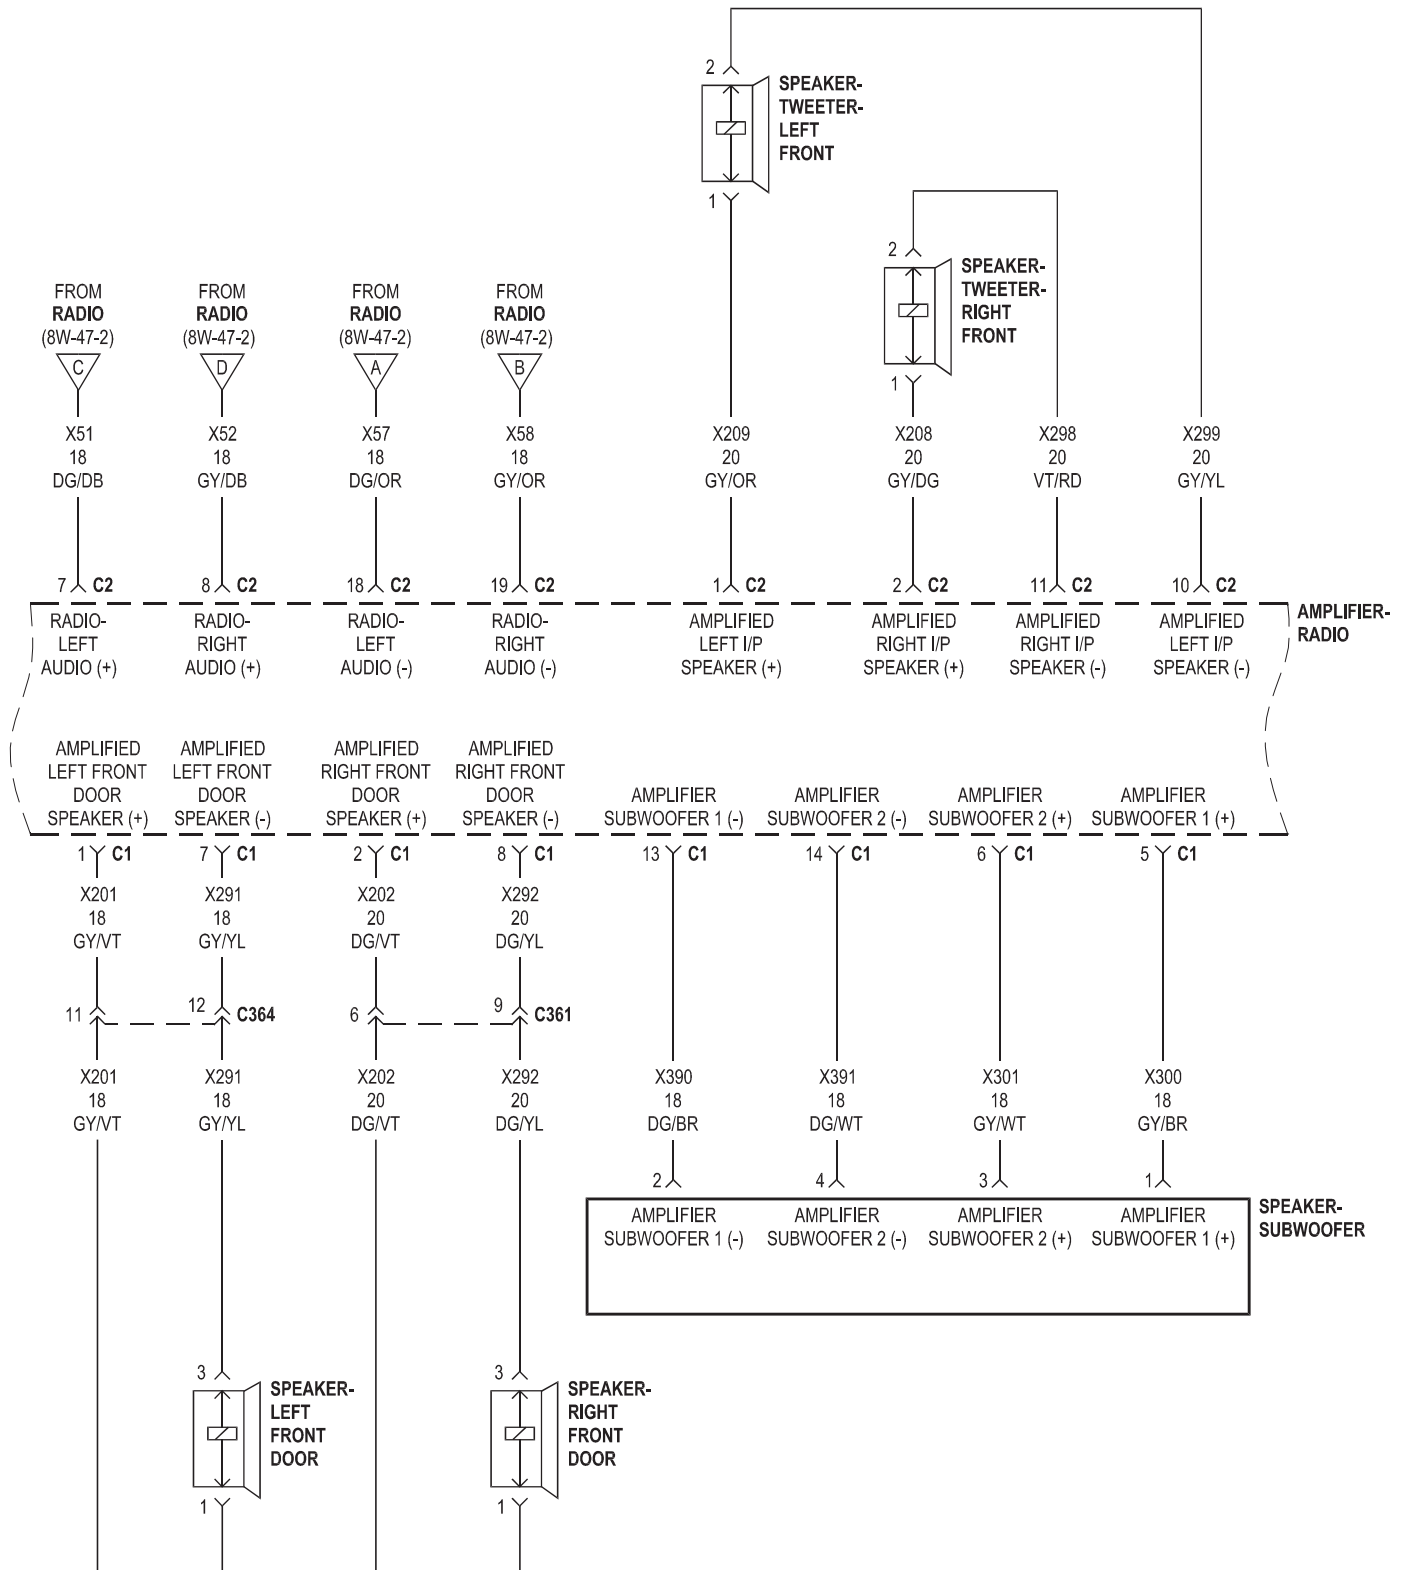 2
SPEAKER-
TWEETER-
LEFT
FRONT
1
2
SPEAKER-
TWEETER-
RIGHT
FRONT
1
FROM
RADIO
(8W-47-2)
C
FROM
RADIO
(8W-47-2)
D
FROM
RADIO
(8W-47-2)
A
FROM
RADIO
(8W-47-2)
B
X51
18
DG/DB
X52
18
GY/DB
X57
18
DG/OR
X58
18
GY/OR
X209
20
GY/OR
X208
20
GY/DG
X298
20
VT/RD
X299
20
GY/YL
7 C2
8 C2
18 C2
19 C2
1 C2
2 C2
11 C2
10 C2
RADIO-
LEFT
AUDIO (+)
RADIO-
RIGHT
AUDIO (+)
RADIO-
LEFT
AUDIO (-)
RADIO-
RIGHT
AUDIO (-)
AMPLIFIED
LEFT I/P
SPEAKER (+)
AMPLIFIED
RIGHT I/P
SPEAKER (+)
AMPLIFIED
RIGHT I/P
SPEAKER (-)
AMPLIFIED
LEFT I/P
SPEAKER (-)
AMPLIFIER-
RADIO
AMPLIFIED
LEFT FRONT
DOOR
SPEAKER (+)
AMPLIFIED
LEFT FRONT
DOOR
SPEAKER (-)
AMPLIFIED
RIGHT FRONT
DOOR
SPEAKER (+)
AMPLIFIED
RIGHT FRONT
DOOR
SPEAKER (-)
AMPLIFIER
SUBWOOFER 1 (-)
AMPLIFIER
SUBWOOFER 2 (-)
AMPLIFIER
SUBWOOFER 2 (+)
AMPLIFIER
SUBWOOFER 1 (+)
1 C1
7 C1
2 C1
8 C1
13 C1
14 C1
6 C1
5 C1
X201
18
GY/VT
X291
18
GY/YL
X202
20
DG/VT
X292
20
DG/YL
11
12
C364
6
9
C361
X201
18
GY/VT
X291
18
GY/YL
X202
20
DG/VT
X292
20
DG/YL
X390
18
DG/BR
X391
18
DG/WT
X301
18
GY/WT
X300
18
GY/BR
2
4
3
1
AMPLIFIER
SUBWOOFER 1 (-)
AMPLIFIER
SUBWOOFER 2 (-)
AMPLIFIER
SUBWOOFER 2 (+)
AMPLIFIER
SUBWOOFER 1 (+)
SPEAKER-
SUBWOOFER
3
SPEAKER-
LEFT
FRONT
DOOR
1
3
SPEAKER-
RIGHT
FRONT
DOOR
1